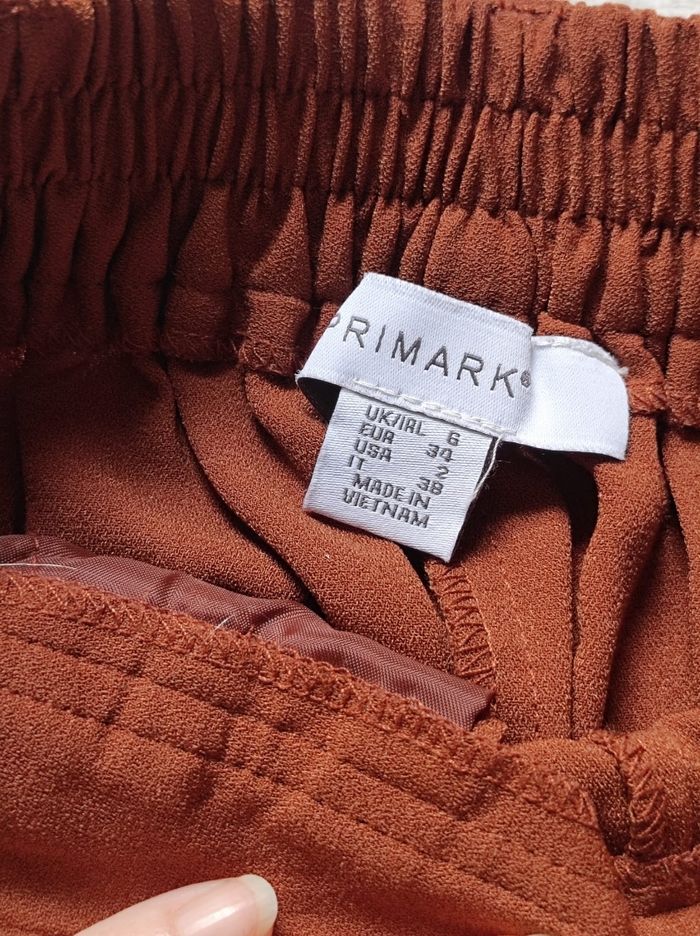 PRIMARK®
UK/IRL 6
EUR 34
USA 2
IT 38
MADE IN
VIETNAM